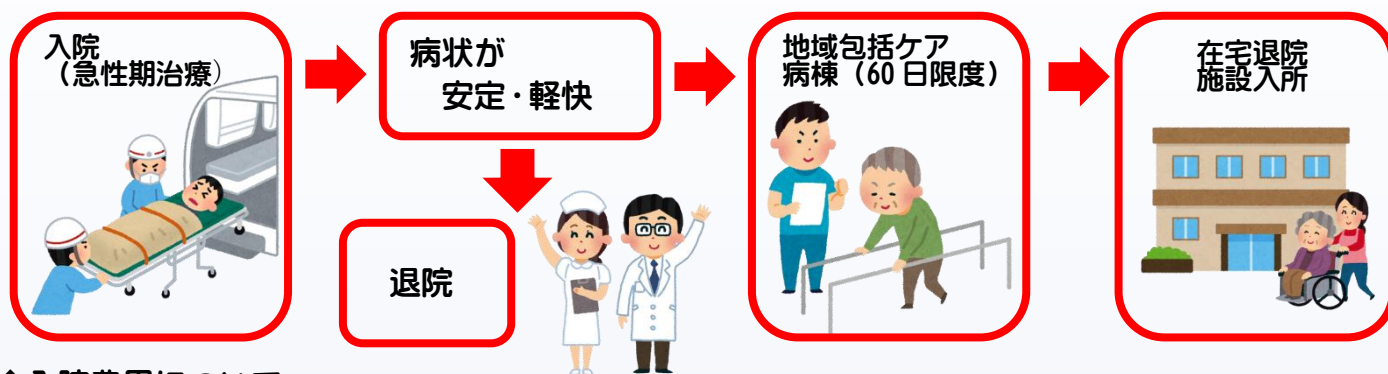 入院
（急性期治療）
病状が
安定・軽快
退院
地域包括ケア
病棟（60日限度）
在宅退院
施設入所